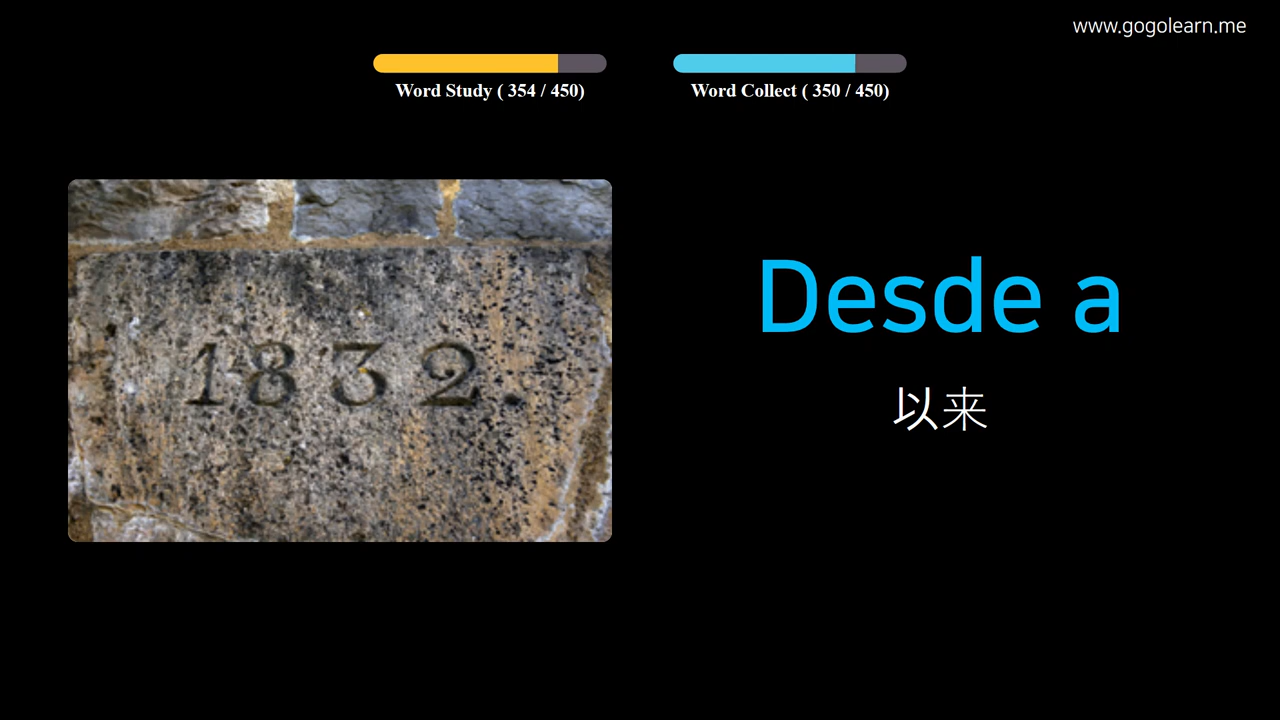 www.gogolearn.me
Word Study ( 354 / 450)
Word Collect ( 350 / 450)
1832.
Desde a
以来